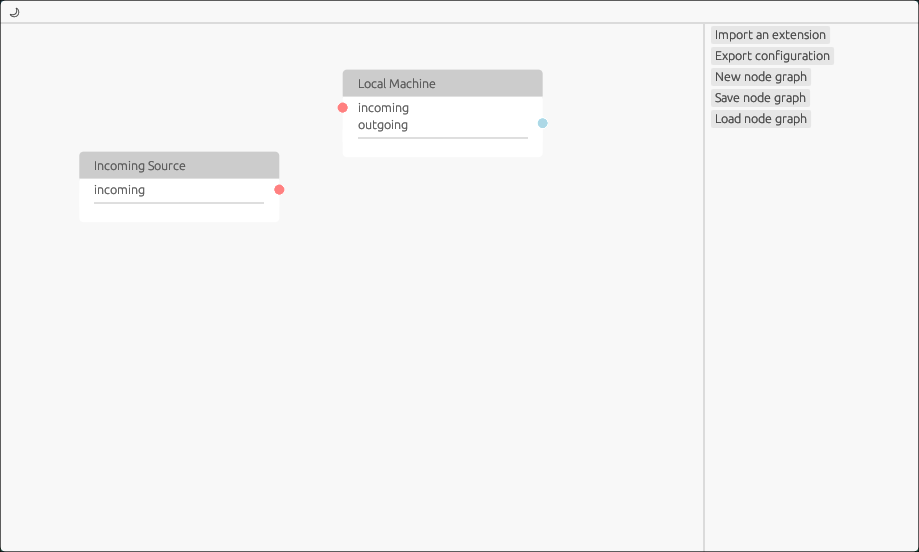 Import an extension
Export configuration
New node graph
Save node graph
Load node graph
Local Machine
incoming
outgoing
Incoming Source
incoming